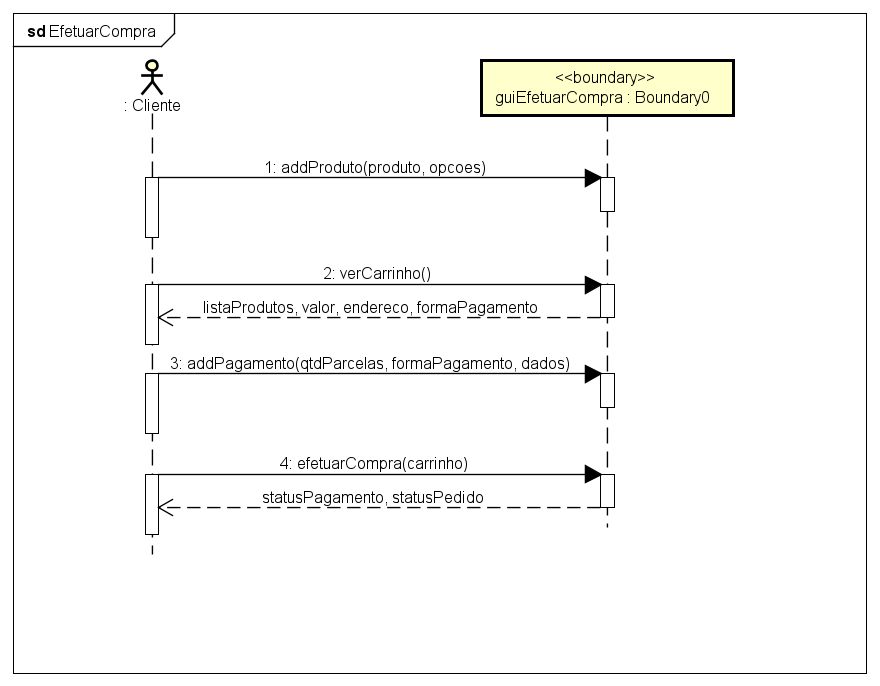 sd EfetuarCompra
: Cliente
<<boundary>>
guiEfetuarCompra : Boundary0
1: addProduto(produto, opcoes)
2: verCarrinho()
listaProdutos, valor, endereco, formaPagamento
3: addPagamento(qtdParcelas, formaPagamento, dados)
4: efetuarCompra(carrinho)
statusPagamento, statusPedido